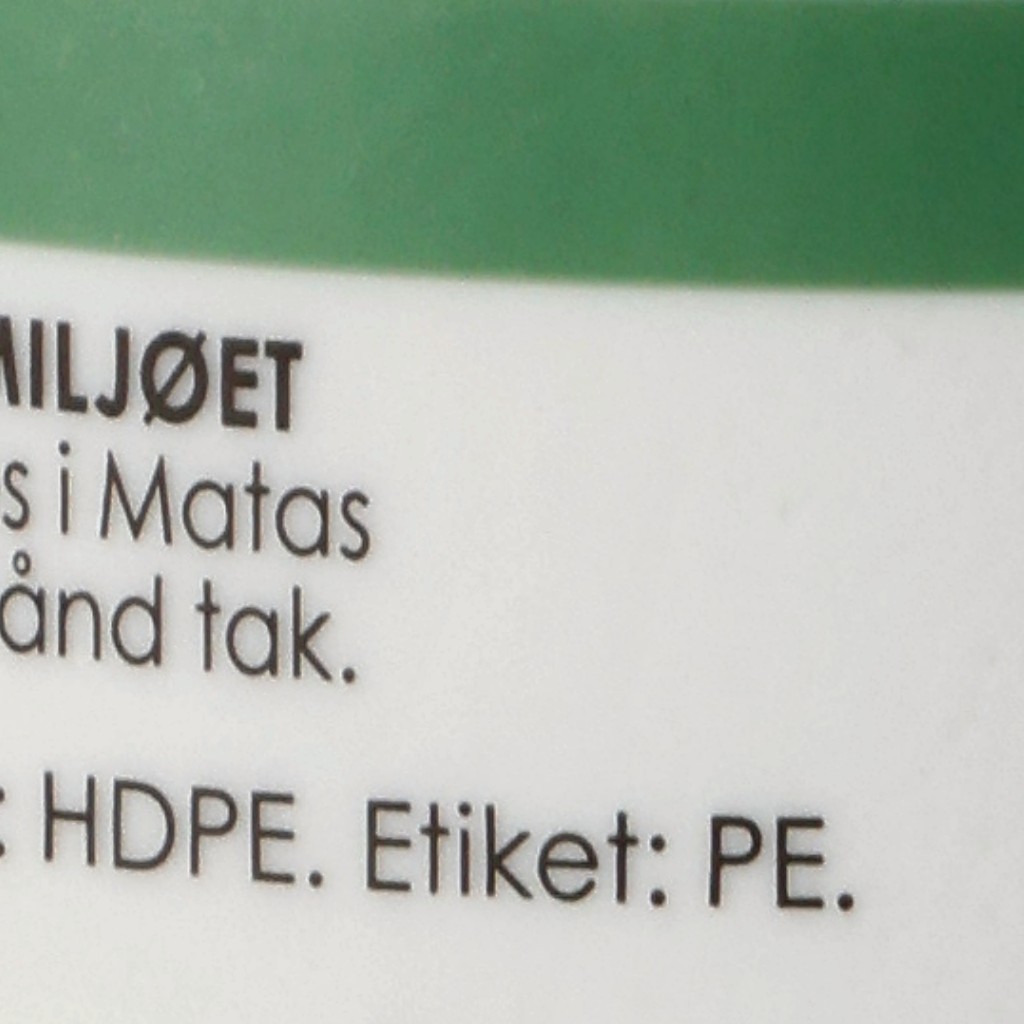 MILJØET
s i Matas
ånd tak.
: HDPE. Etiket: PE.